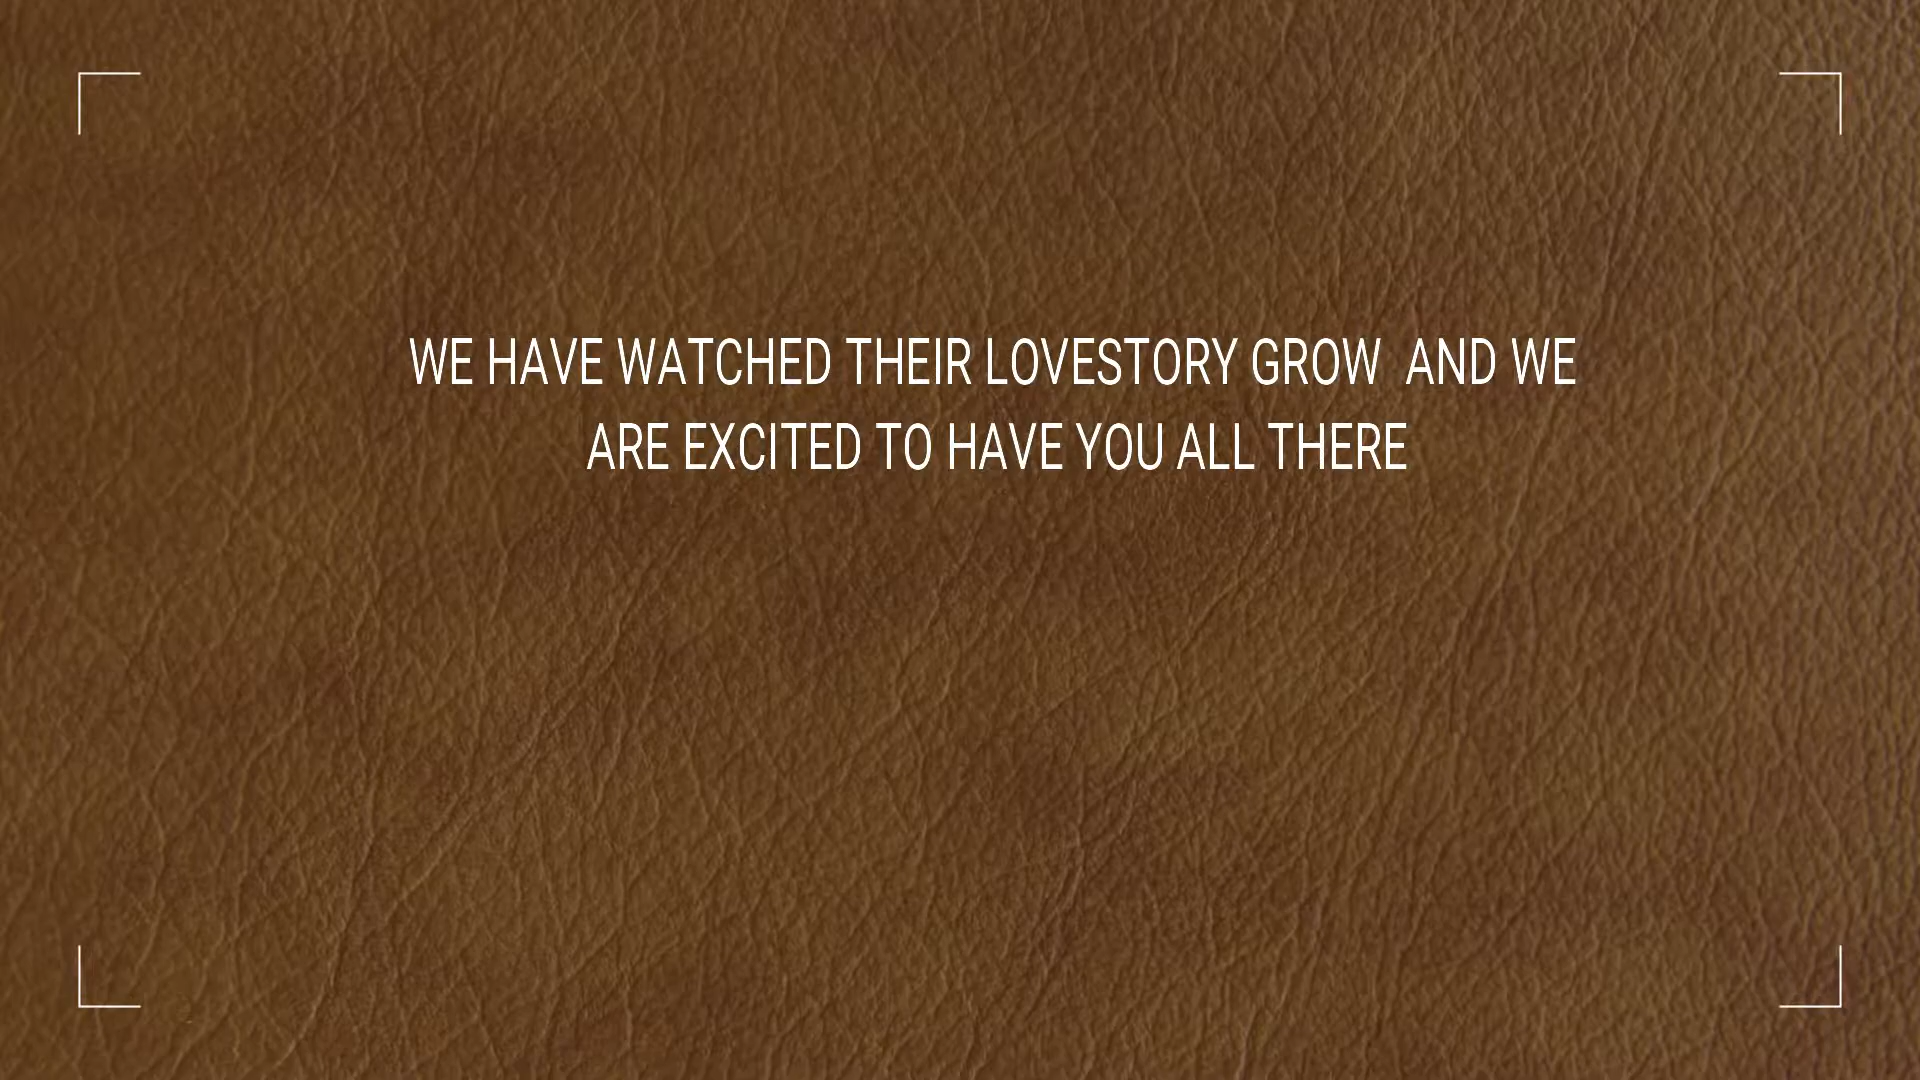 WE HAVE WATCHED THEIR LOVESTORY GROW  AND WE
ARE EXCITED TO HAVE YOU ALL THERE